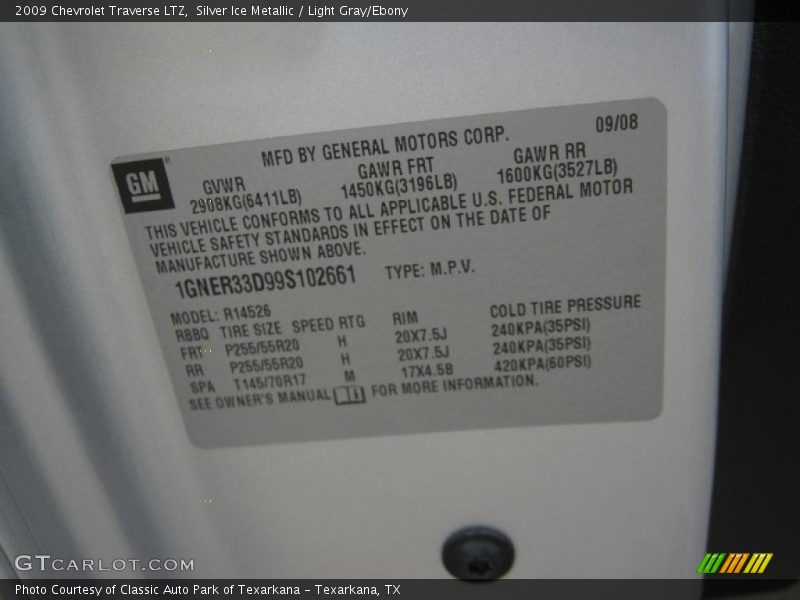 2009 Chevrolet Traverse LTZ,  Silver Ice Metallic / Light Gray/Ebony
09/08
MFD BY GENERAL MOTORS CORP.
GM
GVWR GAWR FRT GAWR RR
2908KG(6411LB) 1450KG(3196LB) 1600KG(3527LB)
THIS VEHICLE CONFORMS TO ALL APPLICABLE U.S. FEDERAL MOTOR
VEHICLE SAFETY STANDARDS IN EFFECT ON THE DATE OF
MANUFACTURE SHOWN ABOVE.
1GNER33D99S102661 TYPE: M.P.V.
MODEL: R14526
RBBQ TIRE SIZE SPEED RTG RIM COLD TIRE PRESSURE
FRT P255/55R20 H 20X7.5J 240KPA(35PSI)
RR P255/55R20 H 20X7.5J 240KPA(35PSI)
SPA T145/70R17 M 17X4.5B 420KPA(60PSI)
SEE OWNER'S MANUAL FOR MORE INFORMATION.
GTCARLOT.COM
Photo Courtesy of Classic Auto Park of Texarkana – Texarkana, TX